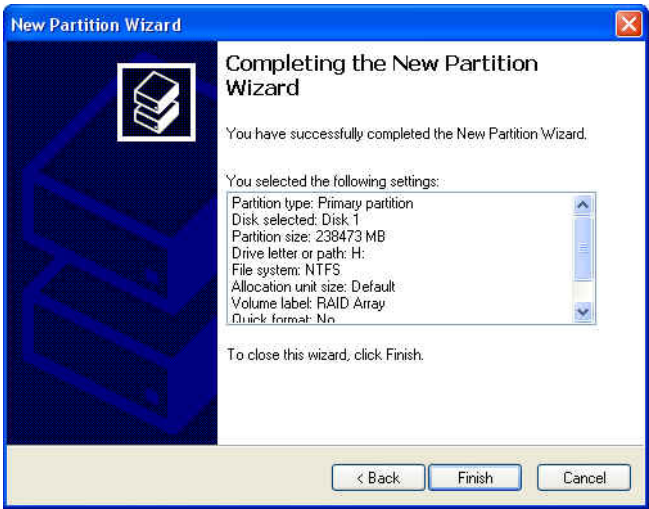 New Partition Wizard
Completing the New Partition
Wizard
You have successfully completed the New Partition Wizard.
You selected the following settings:
Partition type: Primary partition
Disk selected: Disk 1
Partition size: 238473 MB
Drive letter or path: H:
File system: NTFS
Allocation unit size: Default
Volume label: RAID Array
Quick format: No
To close this wizard, click Finish.
< Back
Finish
Cancel